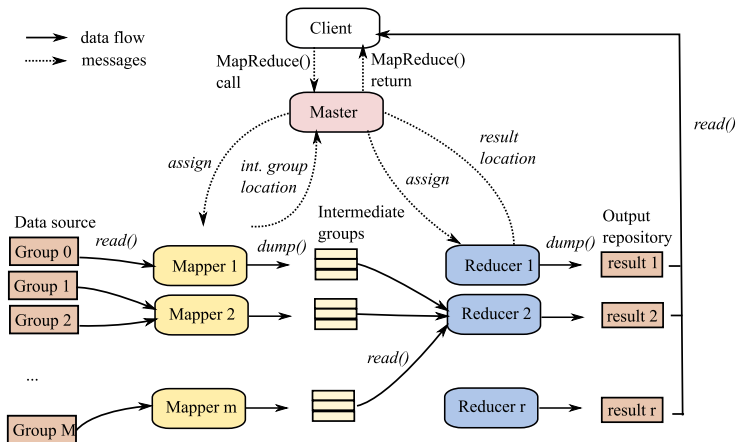 Client
data flow
messages
MapReduce()
call
MapReduce()
return
Master
read()
assign
int. group
location
assign
result
location
Data source
Intermediate
groups
Output
repository
Group 0
read()
Mapper 1
dump()
Reducer 1
dump()
result 1
Group 1
Group 2
Mapper 2
Reducer 2
result 2
read()
...
Group M
Mapper m
Reducer r
result r